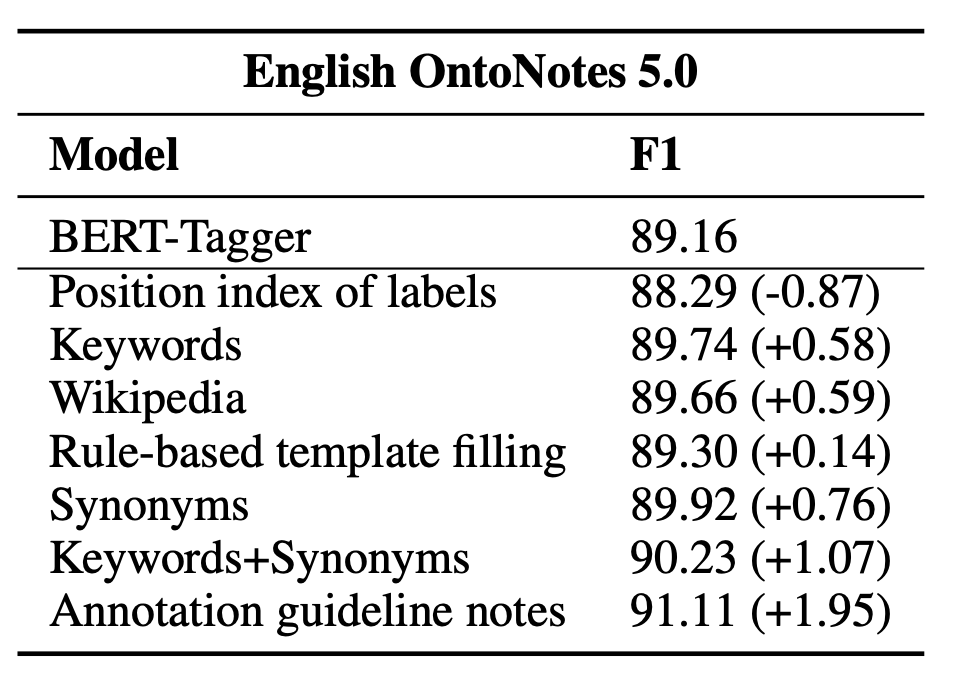 English OntoNotes 5.0
Model F1
BERT-Tagger 89.16
Position index of labels 88.29 (-0.87)
Keywords 89.74 (+0.58)
Wikipedia 89.66 (+0.59)
Rule-based template filling 89.30 (+0.14)
Synonyms 89.92 (+0.76)
Keywords+Synonyms 90.23 (+1.07)
Annotation guideline notes 91.11 (+1.95)